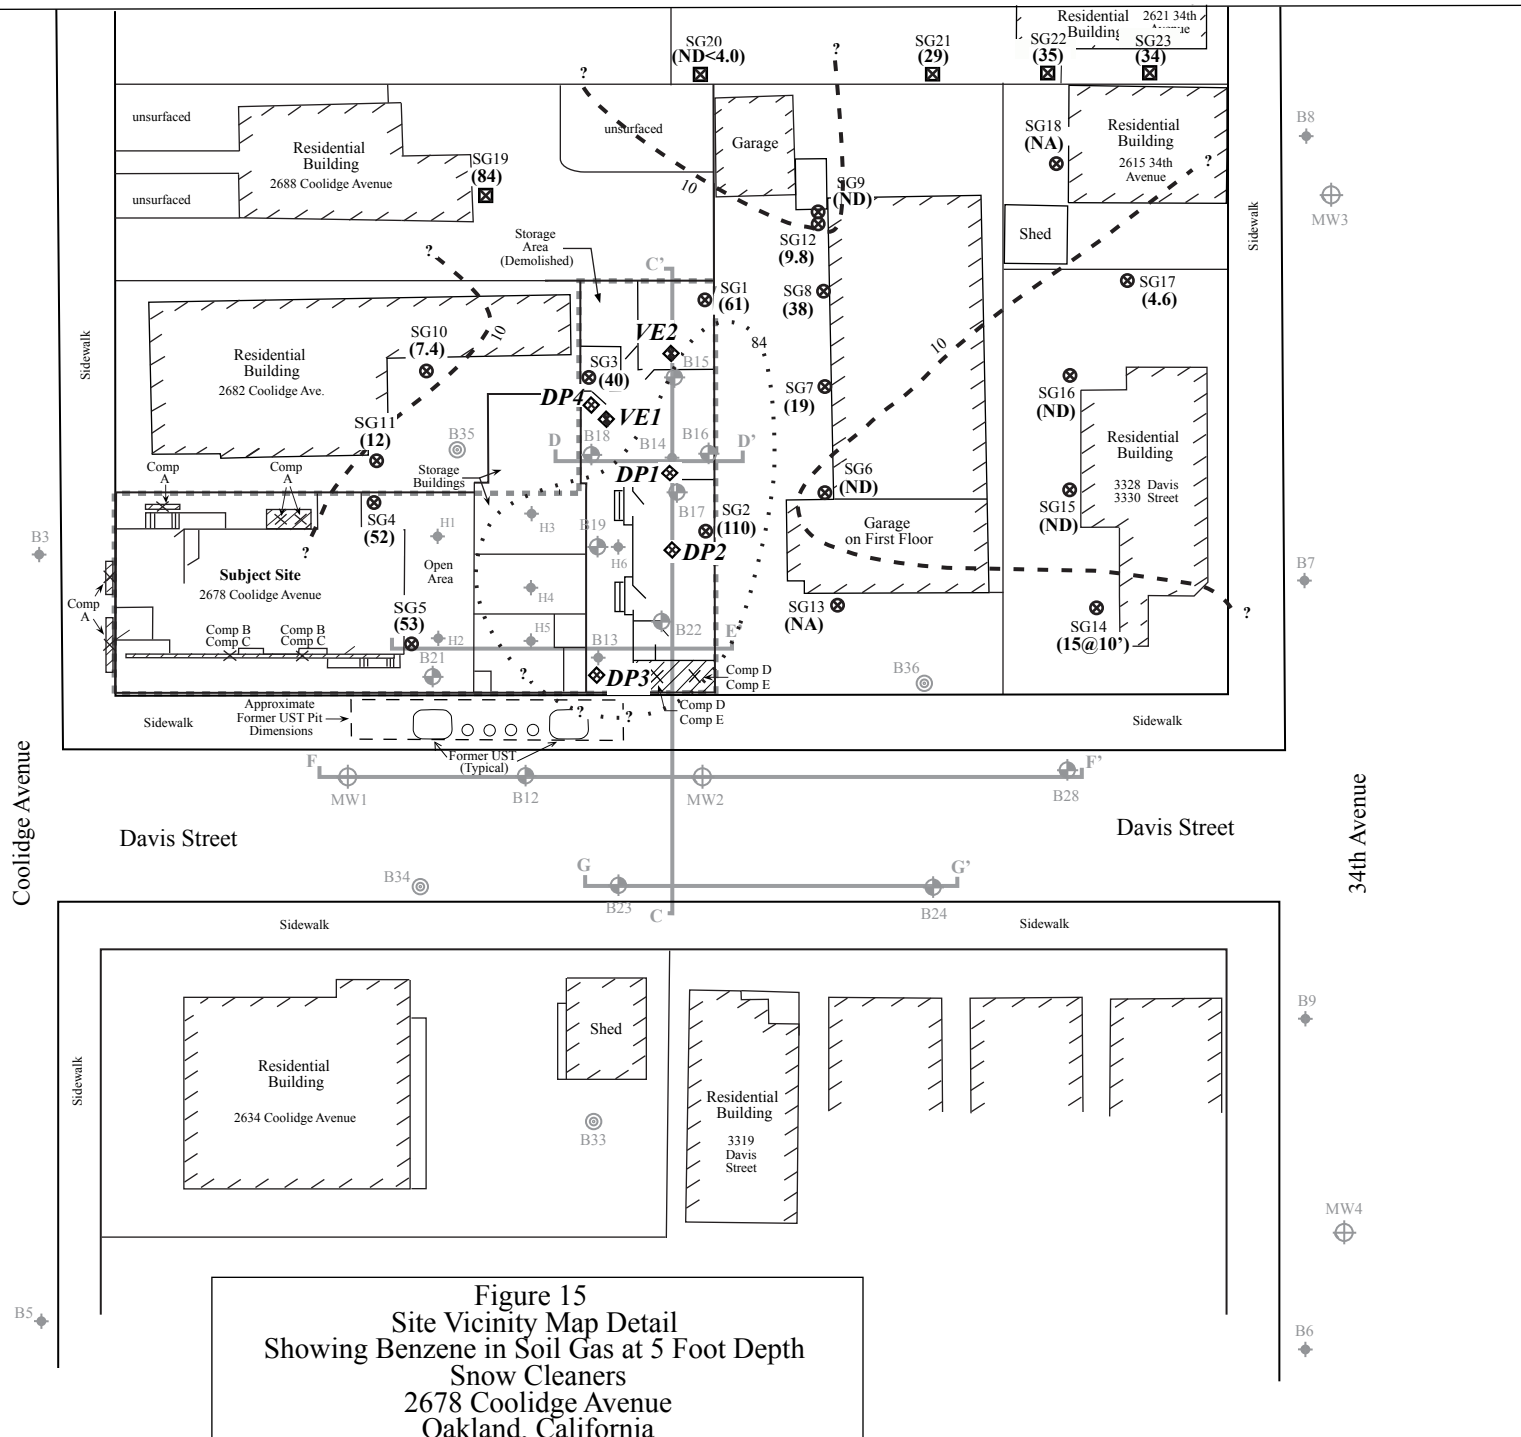 Residential
Building
2621 34th
SG20
(ND<4.0)
?
SG21
(29)
SG22
(35)
SG23
(34)
?
unsurfaced
Residential
Building
2688 Coolidge Avenue
unsurfaced
SG19
(84)
unsurfaced
Garage
10
SG9
(ND)
SG12
(9.8)
SG18
(NA)
Residential
Building
2615 34th
Avenue
?
B8
MW3
Shed
Sidewalk
Storage
Area
(Demolished)
?
C’
SG1
(61)
SG8
(38)
SG17
(4.6)
Sidewalk
Residential
Building
2682 Coolidge Ave.
SG10
(7.4)
10
VE2
84
B15
SG3
(40)
DP4
VE1
SG7
(19)
10
SG16
(ND)
SG11
(12)
B35
D
B18
B14
B16
D’
Residential
Building
3328 Davis
3330 Street
Comp
A
Comp
A
Storage
Buildings
DP1
SG6
(ND)
SG15
(ND)
SG4
(52)
H1
H3
B19
B17
SG2
(110)
Garage
on First Floor
B3
?
H6
DP2
B7
Subject Site
2678 Coolidge Avenue
Open
Area
H4
Comp
A
SG5
(53)
SG13
(NA)
SG14
(15@10’)
?
Comp B
Comp C
Comp B
Comp C
H2
H5
B22
E’
B21
B13
?
DP3
Comp D
Comp E
B36
Sidewalk
Approximate
Former UST Pit
Dimensions
?
?
Comp D
Comp E
Sidewalk
Former UST
(Typical)
F
MW1
B12
MW2
B28
F’
Coolidge Avenue
Davis Street
Davis Street
34th Avenue
B34
G
B23
C
B24
G’
Sidewalk
Sidewalk
Sidewalk
Residential
Building
2634 Coolidge Avenue
Shed
B33
Residential
Building
3319
Davis
Street
B9
MW4
B5
B6
Figure 15
Site Vicinity Map Detail
Showing Benzene in Soil Gas at 5 Foot Depth
Snow Cleaners
2678 Coolidge Avenue
Oakland, California